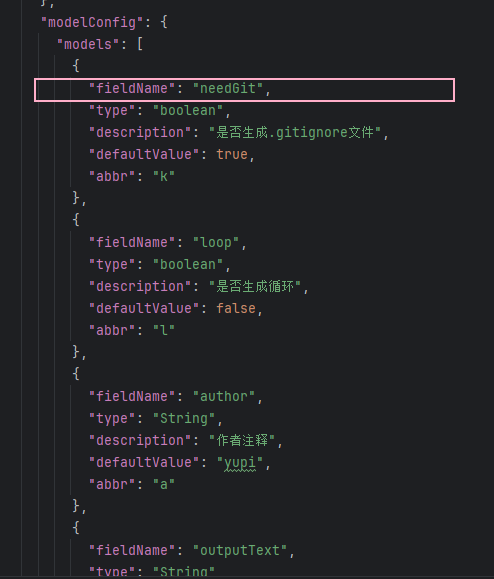 },
"modelConfig": {
"models": [
{
"fieldName": "needGit",
"type": "boolean",
"description": "是否生成.gitignore文件",
"defaultValue": true,
"abbr": "k"
},
{
"fieldName": "loop",
"type": "boolean",
"description": "是否生成循环",
"defaultValue": false,
"abbr": "l"
},
{
"fieldName": "author",
"type": "String",
"description": "作者注释",
"defaultValue": "yupi",
"abbr": "a"
},
{
"fieldName": "outputText",
"type": "String"